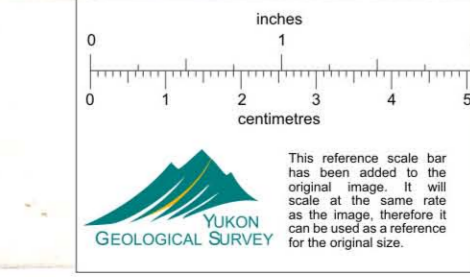 inches
0 1
0 1 2 3 4 5
centimetres
This reference scale bar
has been added to the
original image. It will
scale at the same rate
as the image, therefore it
can be used as a reference
for the original size.
YUKON
GEOLOGICAL SURVEY